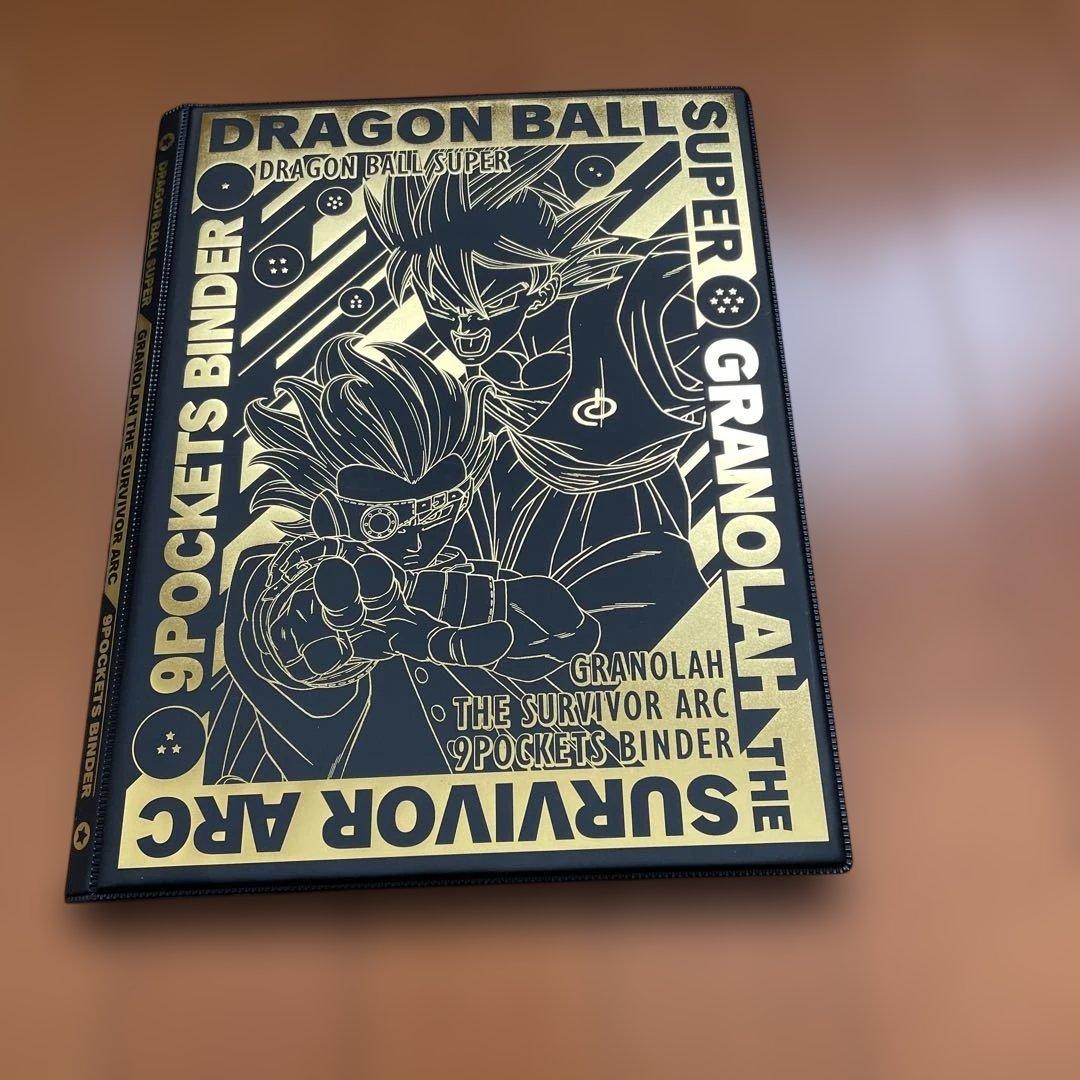 DRAGON BALL SUPER GRANOLAH THE SURVIVOR ARC 9POCKETS BINDER
DRAGON BALL
SUPER
GRANOLAH THE
SURVIVOR ARC
9POCKETS BINDER
DRAGON BALL SUPER
GRANOLAH
THE SURVIVOR ARC
9POCKETS BINDER